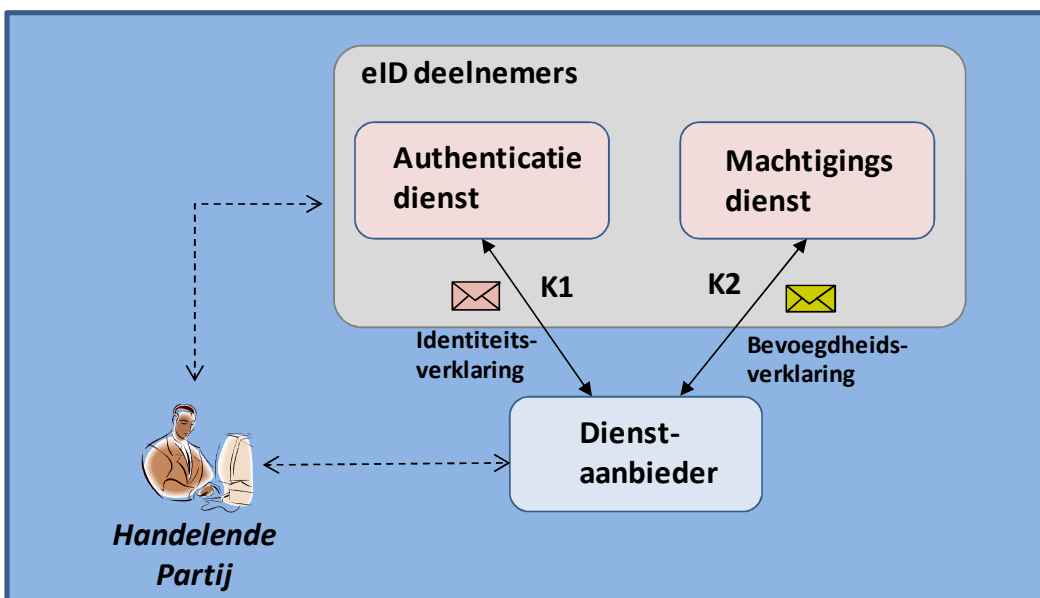 eID deelnemers
Authenticatie
dienst
Machtigings
dienst
K1
K2
Identiteits-
verklaring
Bevoegdheids-
verklaring
Dienst-
aanbieder
Handelende
Partij